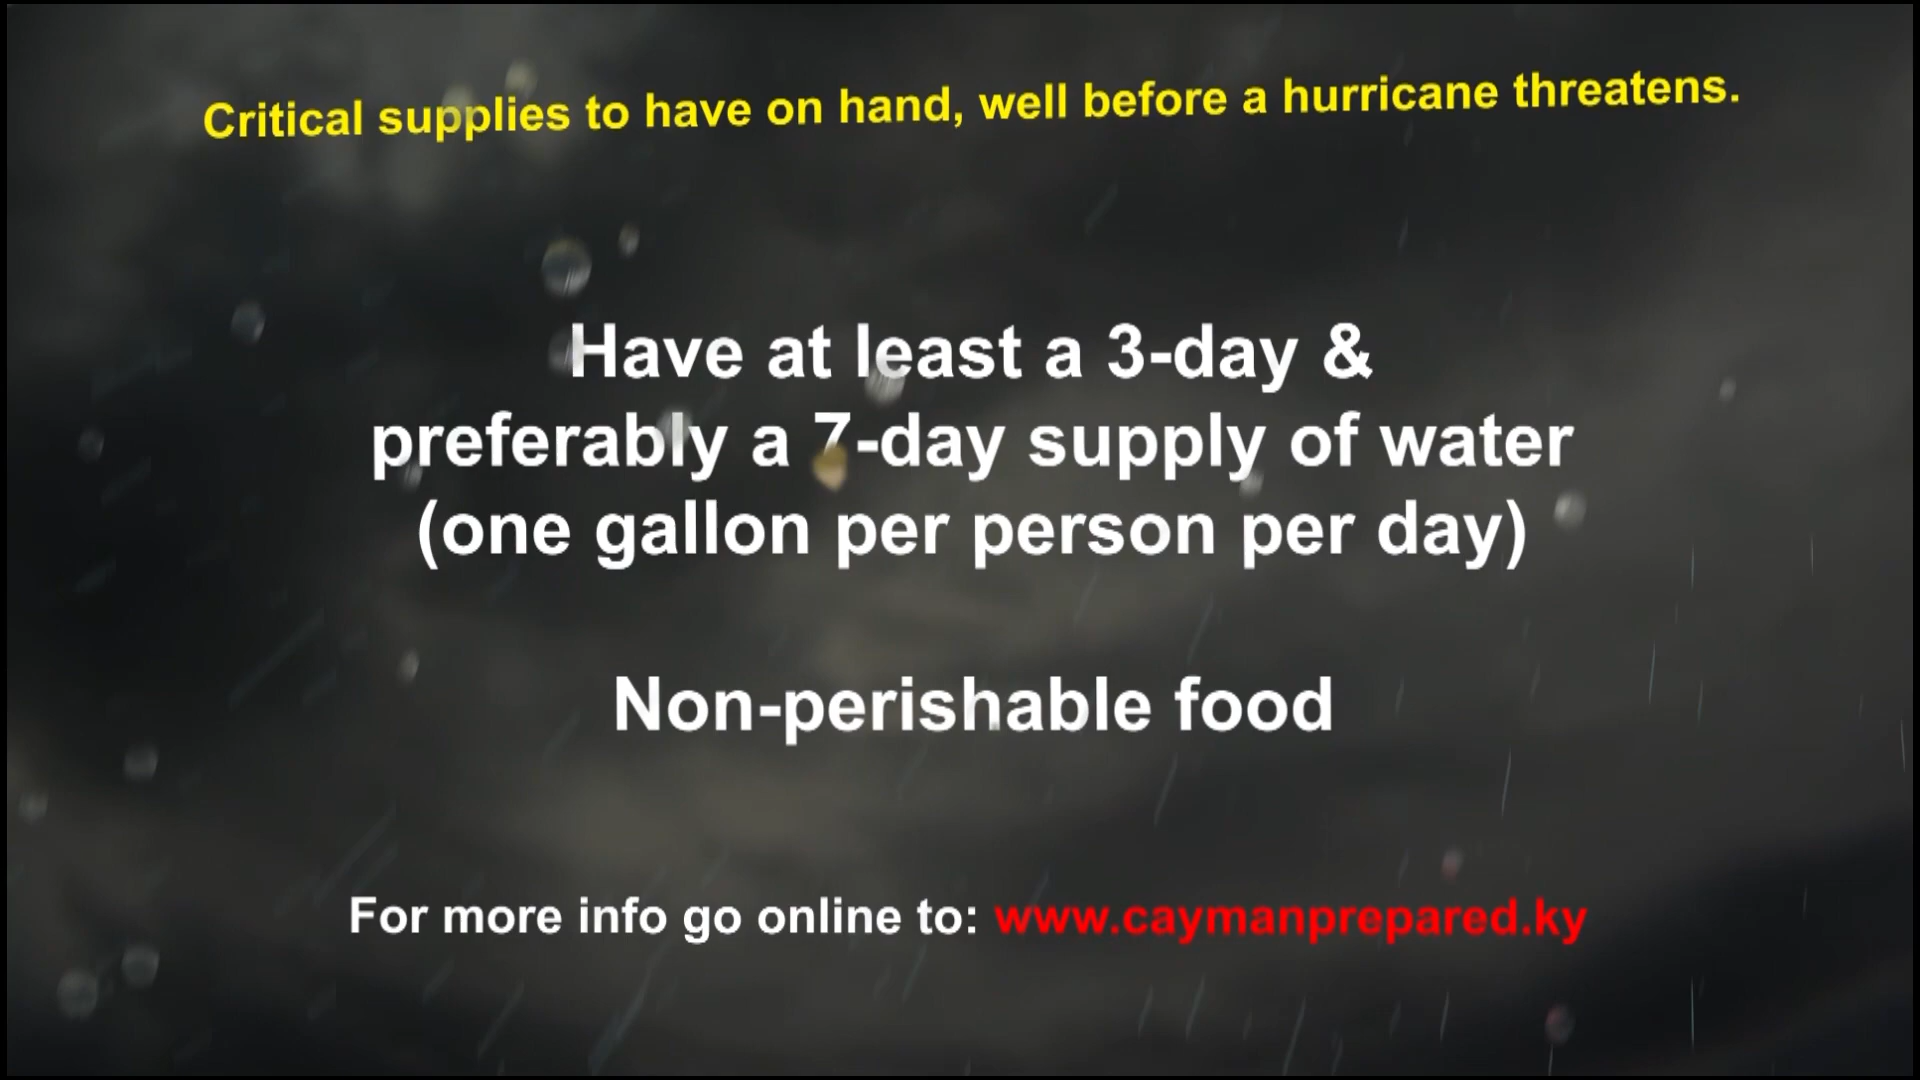 Critical supplies to have on hand, well before a hurricane threatens.
Have at least a 3-day &
preferably a 7-day supply of water
(one gallon per person per day)
Non-perishable food
For more info go online to: www.caymanprepared.ky